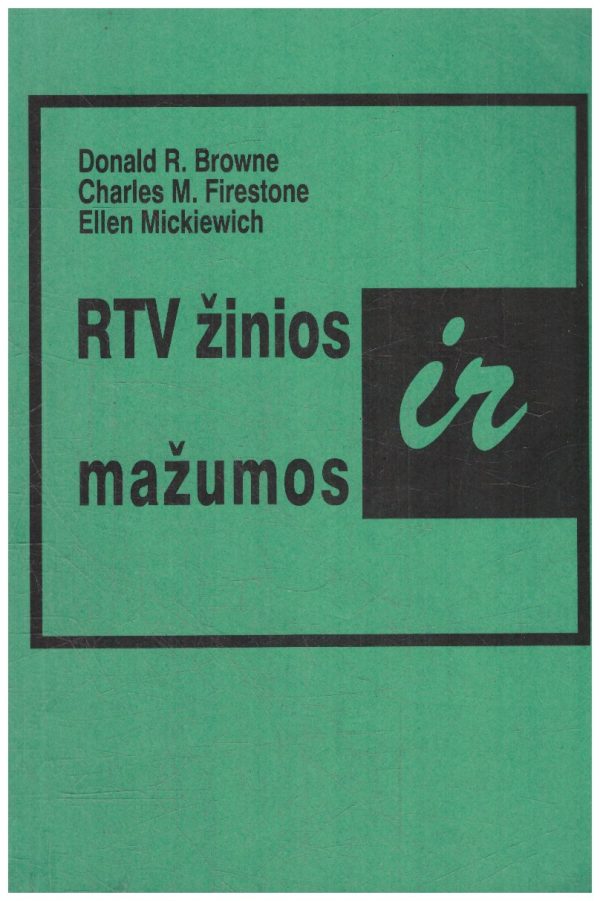 Donald R. Browne
Charles M. Firestone
Ellen Mickiewich
RTV žinios
ir
mažumos